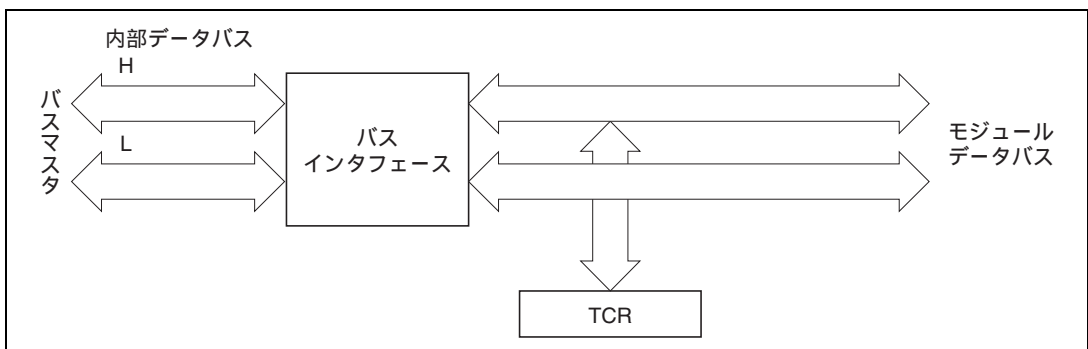 内部データバス
H
L
バスマスタ
バス
インタフェース
モジュール
データバス
TCR